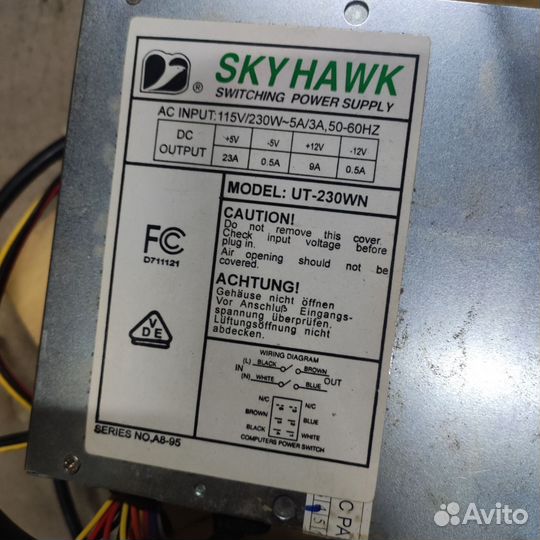 SKYHAWK
®
SWITCHING POWER SUPPLY
AC INPUT: 115V/230W~5A/3A, 50-60HZ
DC OUTPUT +5V -5V +12V -12V
23A 0.5A 9A 0.5A
MODEL: UT-230WN
CAUTION!
Do not remove this cover.
Check input voltage before
plug in.
Air opening should not be
covered.
FC
D711121
ACHTUNG!
Gehäuse nicht öffnen
Vor Anschluß Eingangs-
spannung überprüfen.
Lüftungsöffnung nicht
abdecken.
VDE
WIRING DIAGRAM
(L) BLACK BROWN
IN OUT
(N) WHITE BLUE
N/C N/C
BROWN BLUE
BLACK WHITE
COMPUTERS POWER SWITCH
SERIES NO.A8-95
C PA
Avito